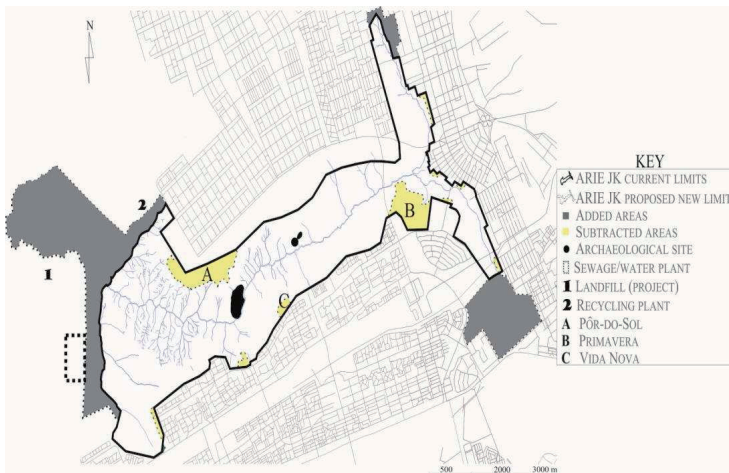 N
2
1
A
B
C
KEY
ARIE JK CURRENT LIMITS
ARIE JK PROPOSED NEW LIMIT
ADDED AREAS
SUBTRACTED AREAS
ARCHAEOLOGICAL SITE
SEWAGE/WATER PLANT
1 LANDFILL (PROJECT)
2 RECYCLING PLANT
A PÔR-DO-SOL
B PRIMAVERA
C VIDA NOVA
500 2000 3000 m